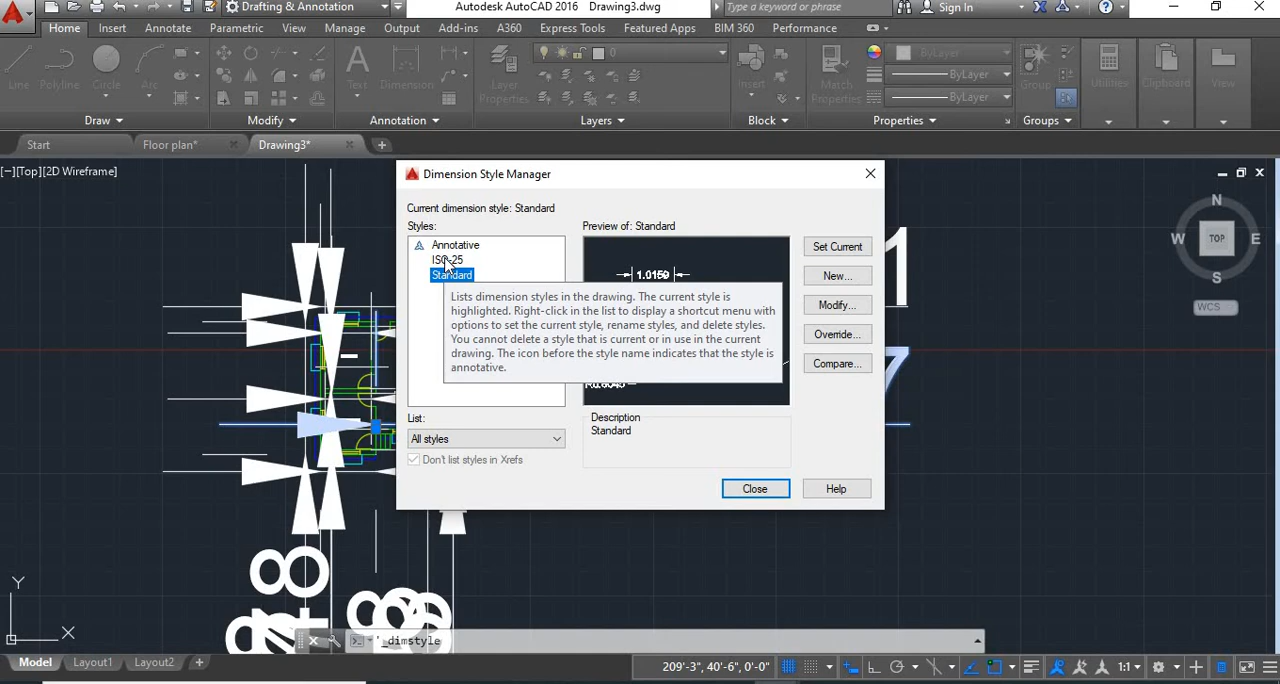 Drafting & Annotation
Autodesk AutoCAD 2016 Drawing3.dwg
Type a keyword or phrase
Sign In
Home Insert Annotate Parametric View Manage Output Add-ins A360 Express Tools Featured Apps BIM 360 Performance
Line Polyline Circle Arc Text Dimension Layer Properties Insert Match Properties Group Utilities Clipboard View
0
ByLayer
ByLayer
ByLayer
Draw Modify Annotation Layers Block Properties Groups
Start Floor plan* Drawing3*
[−][Top][2D Wireframe]
Dimension Style Manager
Current dimension style: Standard
Styles:
Annotative
ISO-25
Standard
Preview of: Standard
1.0159
Lists dimension styles in the drawing. The current style is
highlighted. Right-click in the list to display a shortcut menu with
options to set the current style, rename styles, and delete styles.
You cannot delete a style that is current or in use in the current
drawing. The icon before the style name indicates that the style is
annotative.
Set Current
New...
Modify...
Override...
Compare...
List:
All styles
Don't list styles in Xrefs
Description
Standard
Close
Help
N
W TOP E
S
WCS
1
7
8
Y
X
'_dimstyle
Model Layout1 Layout2
209'-3", 40'-6", 0'-0"
1:1